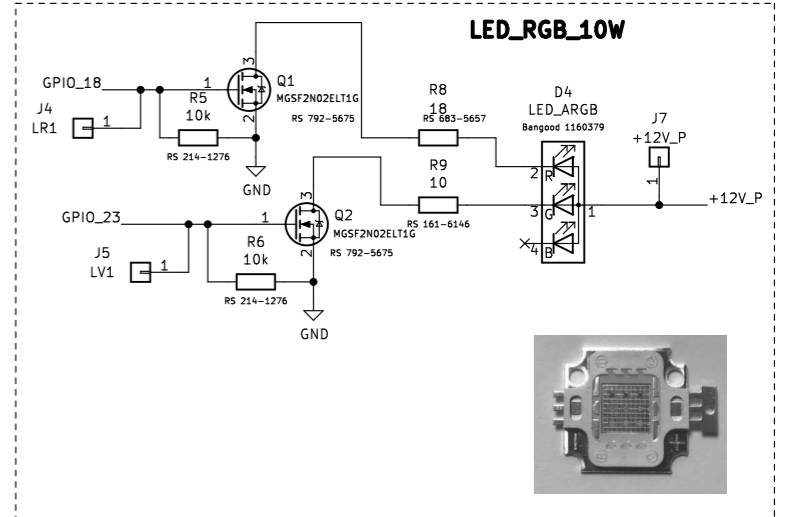 LED_RGB_10W
GPIO_18
J4
LR1
1
R5
10k
RS 214-1276
1
3
2
Q1
MGSF2N02ELT1G
RS 792-5675
GND
R8
18
RS 683-5657
R9
10
RS 161-6146
D4
LED_ARGB
Bangood 1160379
2
R
3
G
4
B
1
J7
+12V_P
1
+12V_P
GPIO_23
J5
LV1
1
R6
10k
RS 214-1276
1
3
2
Q2
MGSF2N02ELT1G
RS 792-5675
GND